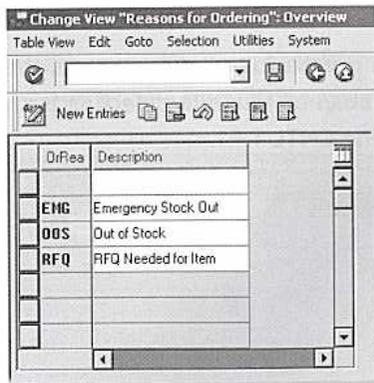 Change View "Reasons for Ordering": Overview
Table View Edit Goto Selection Utilities System
New Entries
OrRea Description
EMG Emergency Stock Out
OOS Out of Stock
RFQ RFQ Needed for Item